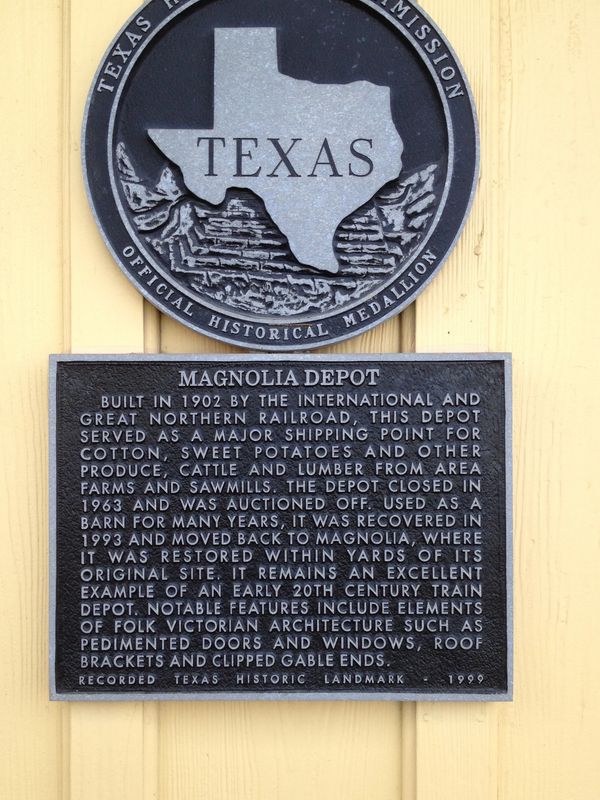 TEXAS H MMISSION
TEXAS
OFFICIAL HISTORICAL MEDALLION
MAGNOLIA DEPOT
BUILT IN 1902 BY THE INTERNATIONAL AND
GREAT NORTHERN RAILROAD, THIS DEPOT
SERVED AS A MAJOR SHIPPING POINT FOR
COTTON, SWEET POTATOES AND OTHER
PRODUCE, CATTLE AND LUMBER FROM AREA
FARMS AND SAWMILLS. THE DEPOT CLOSED IN
1963 AND WAS AUCTIONED OFF. USED AS A
BARN FOR MANY YEARS, IT WAS RECOVERED IN
1993 AND MOVED BACK TO MAGNOLIA, WHERE
IT WAS RESTORED WITHIN YARDS OF ITS
ORIGINAL SITE. IT REMAINS AN EXCELLENT
EXAMPLE OF AN EARLY 20TH CENTURY TRAIN
DEPOT. NOTABLE FEATURES INCLUDE ELEMENTS
OF FOLK VICTORIAN ARCHITECTURE SUCH AS
PEDIMENTED DOORS AND WINDOWS, ROOF
BRACKETS AND CLIPPED GABLE ENDS.
RECORDED TEXAS HISTORIC LANDMARK - 1999